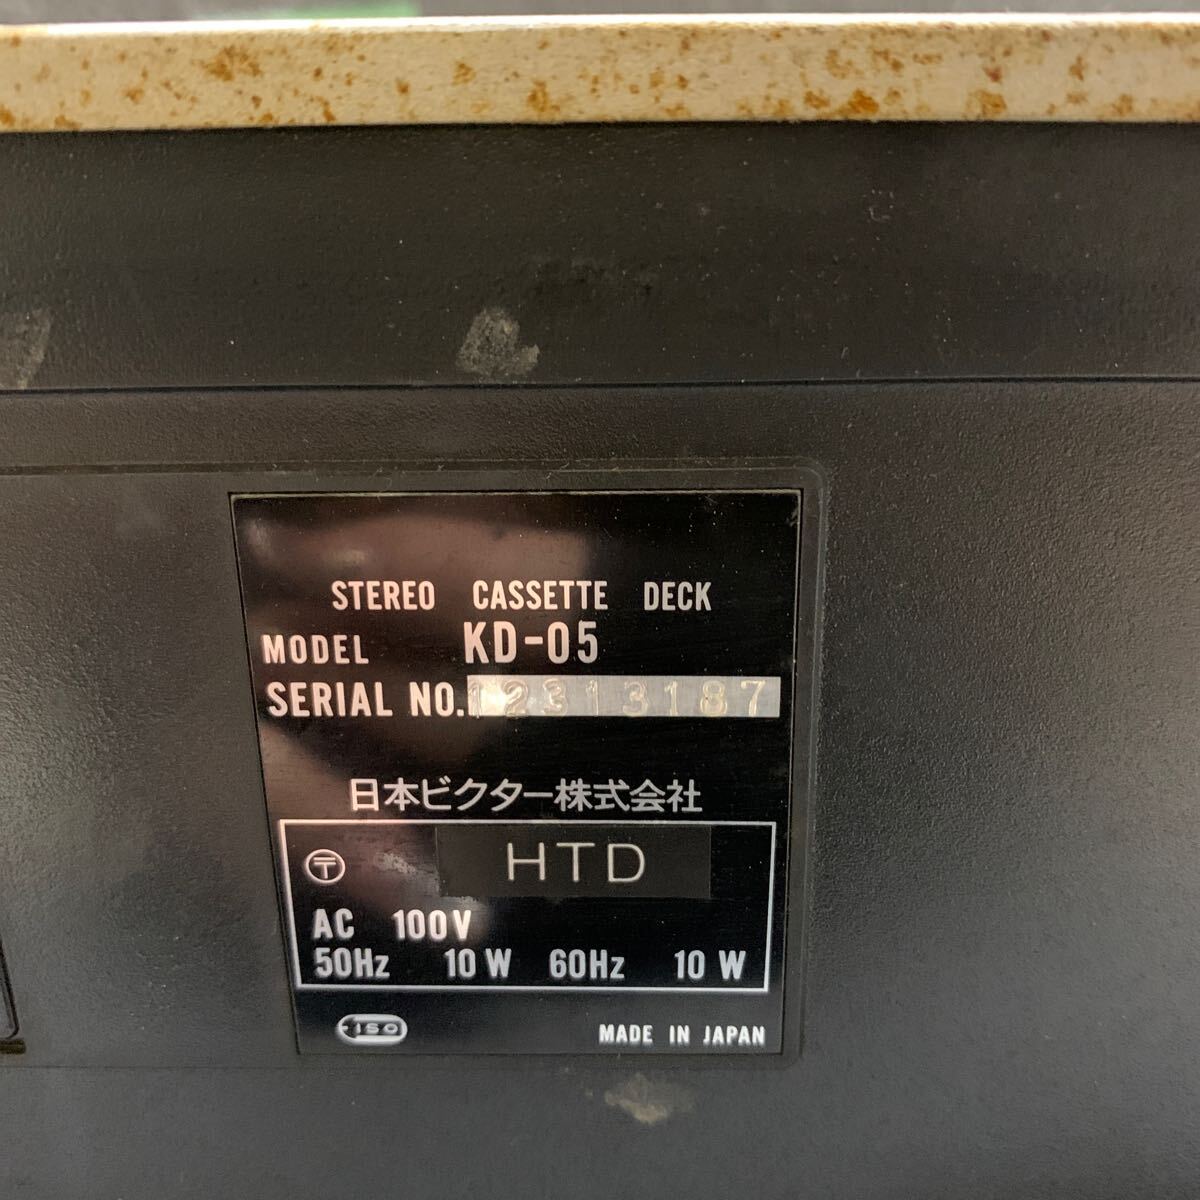 STEREO CASSETTE DECK
MODEL KD-05
SERIAL NO. 12313187
日本ビクター株式会社
〒 HTD
AC 100V
50Hz 10W 60Hz 10W
ISO MADE IN JAPAN